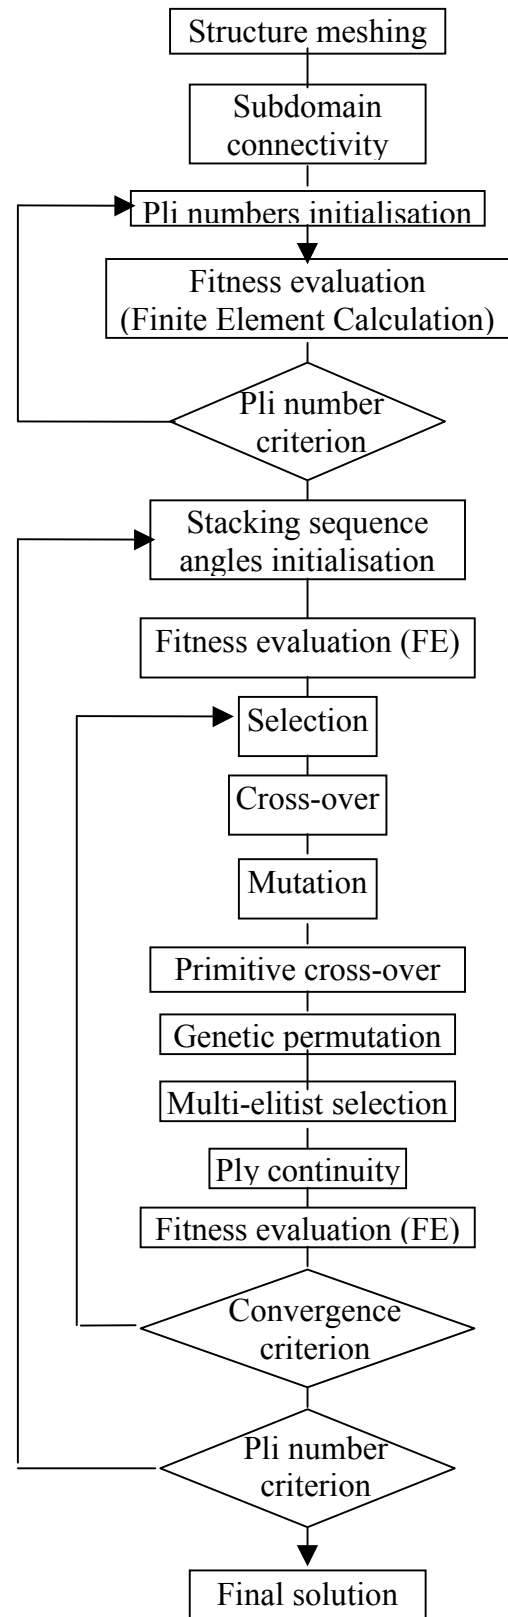 Structure meshing
Subdomain
connectivity
Pli numbers initialisation
Fitness evaluation
(Finite Element Calculation)
Pli number
criterion
Stacking sequence
angles initialisation
Fitness evaluation (FE)
Selection
Cross-over
Mutation
Primitive cross-over
Genetic permutation
Multi-elitist selection
Ply continuity
Fitness evaluation (FE)
Convergence
criterion
Pli number
criterion
Final solution